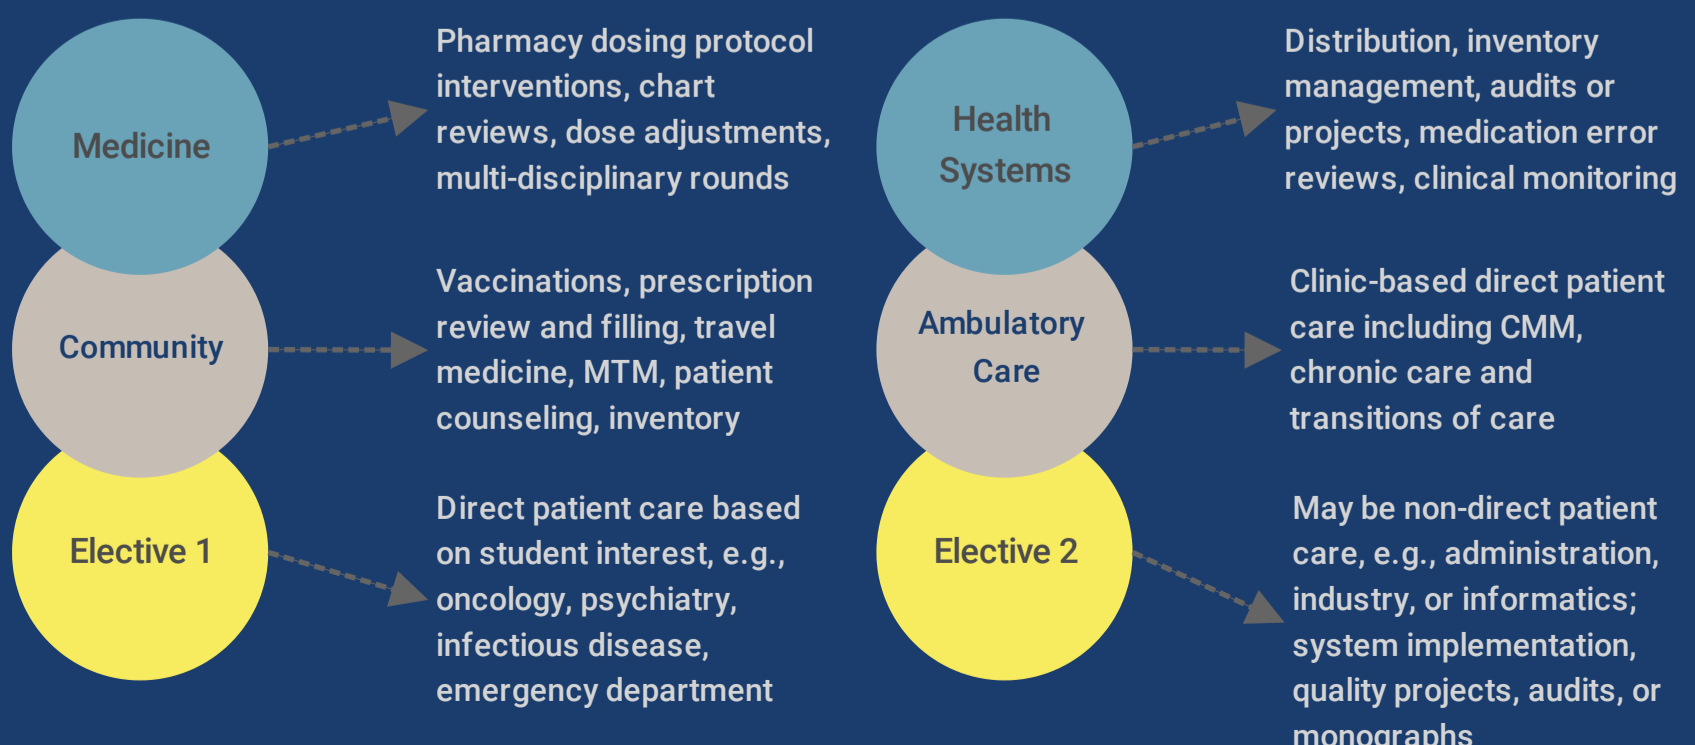 Medicine
Pharmacy dosing protocol
interventions, chart
reviews, dose adjustments,
multi-disciplinary rounds
Community
Vaccinations, prescription
review and filling, travel
medicine, MTM, patient
counseling, inventory
Elective 1
Direct patient care based
on student interest, e.g.,
oncology, psychiatry,
infectious disease,
emergency department
Health
Systems
Distribution, inventory
management, audits or
projects, medication error
reviews, clinical monitoring
Ambulatory
Care
Clinic-based direct patient
care including CMM,
chronic care and
transitions of care
Elective 2
May be non-direct patient
care, e.g., administration,
industry, or informatics;
system implementation,
quality projects, audits, or
monographs